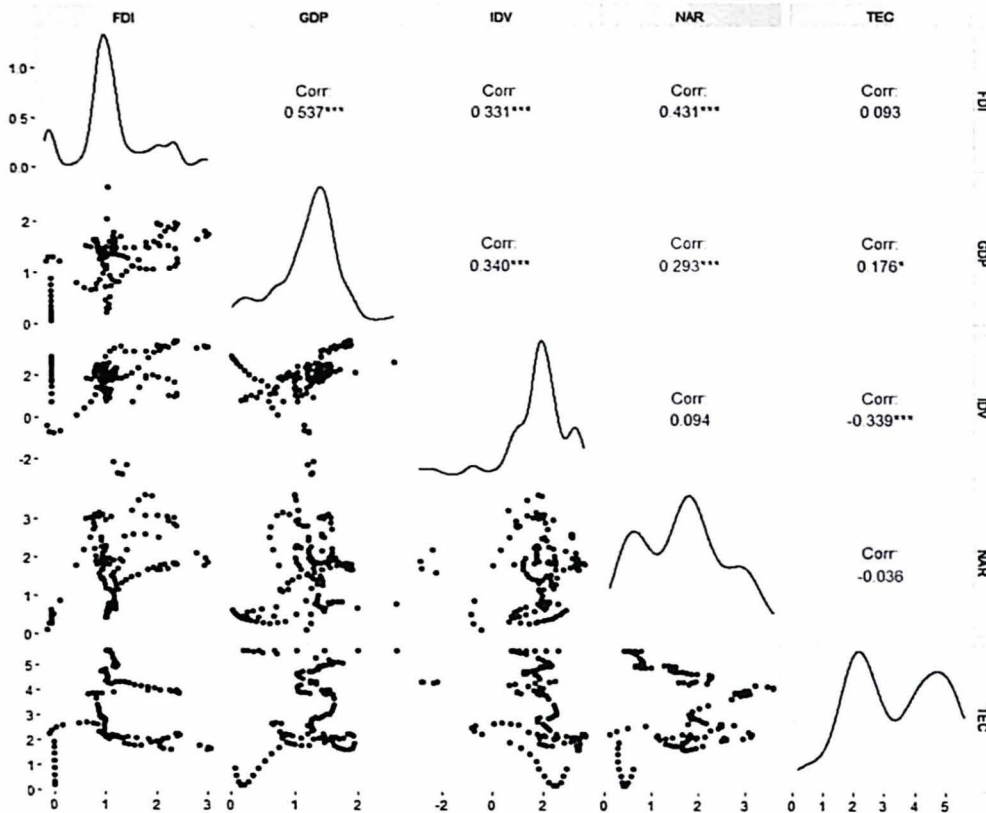 FDI GDP IDV NAR TEC
1.0-
0.5-
0.0-
Corr: Corr: Corr: Corr:
0.537*** 0.331*** 0.431*** 0.093
FDI
2-
1-
0-
Corr: Corr: Corr:
0.340*** 0.293*** 0.176*
GDP
2-
0-
-2-
Corr: Corr:
0.094 -0.339***
IDV
3-
2-
1-
0-
Corr:
-0.036
NAR
5-
4-
3-
2-
1-
0-
TEC
0 1 2 3 0 1 2 -2 0 2 0 1 2 3 0 1 2 3 4 5